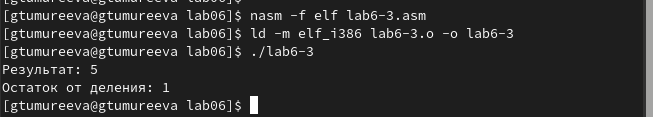 [gtumureeva@gtumureeva lab06]$ nasm -f elf lab6-3.asm
[gtumureeva@gtumureeva lab06]$ ld -m elf_i386 lab6-3.o -o lab6-3
[gtumureeva@gtumureeva lab06]$ ./lab6-3
Результат: 5
Остаток от деления: 1
[gtumureeva@gtumureeva lab06]$